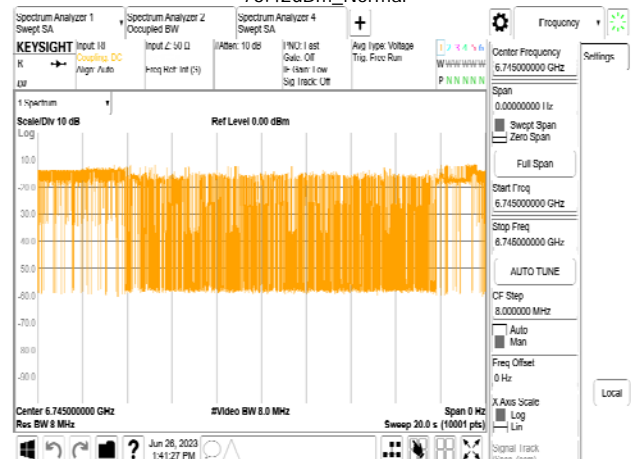 Spectrum Analyzer 1
Swept SA
Spectrum Analyzer 2
Occupied BW
Spectrum Analyzer 4
Swept SA
+
Frequency
KEYSIGHT
Input: RF
Coupling: DC
Align: Auto
Input Z: 50 Ω
Freq Ref: Int (S)
#Atten: 10 dB
PNO: Fast
Gate: Off
IF Gain: Low
Sig Track: Off
Avg Type: Voltage
Trig: Free Run
1 2 3 4 5 6
W W W W W W
P N N N N N
Center Frequency
6.745000000 GHz
Settings
Span
0.00000000 Hz
Swept Span
Zero Span
Full Span
Start Freq
6.745000000 GHz
Stop Freq
6.745000000 GHz
AUTO TUNE
CF Step
8.000000 MHz
Auto
Man
Freq Offset
0 Hz
X Axis Scale
Log
Lin
Signal Track
Local
1 Spectrum
Scale/Div 10 dB
Ref Level 0.00 dBm
Log
10.0
-20.0
30.0
40.0
-70.0
-90.0
Center 6.745000000 GHz
Res BW 8 MHz
#Video BW 8.0 MHz
Span 0 Hz
Sweep 20.0 s (10001 pts)
Jun 26, 2023
1:41:27 PM